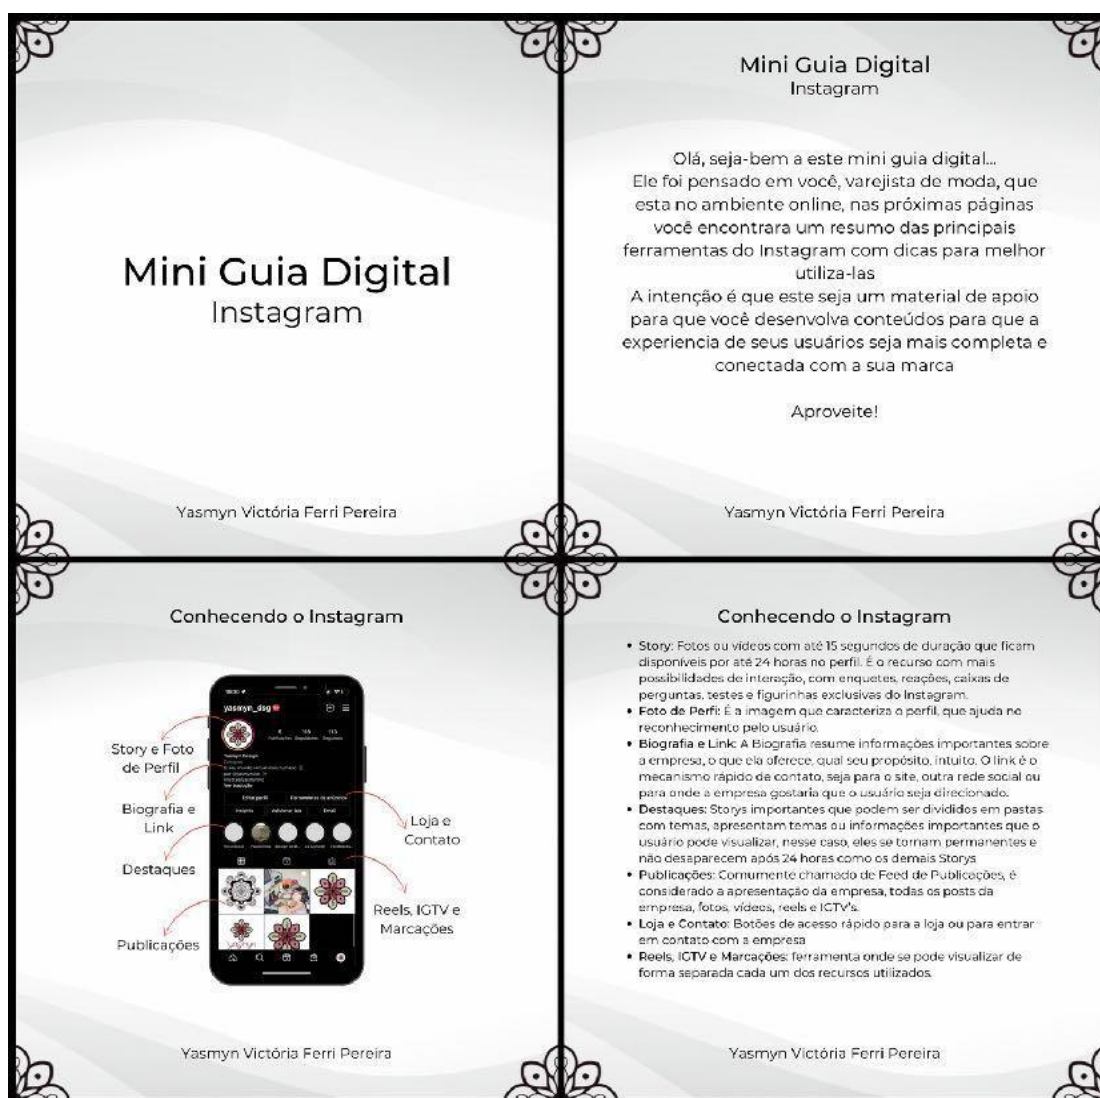 Mini Guia Digital
Instagram
Yasmyn Victória Ferri Pereira
Mini Guia Digital
Instagram
Olá, seja-bem a este mini guia digital...
Ele foi pensado em você, varejista de moda, que
esta no ambiente online, nas próximas páginas
você encontrara um resumo das principais
ferramentas do Instagram com dicas para melhor
utiliza-las
A intenção é que este seja um material de apoio
para que você desenvolva conteúdos para que a
experiencia de seus usuários seja mais completa e
conectada com a sua marca
Aproveite!
Yasmyn Victória Ferri Pereira
Conhecendo o Instagram
yasmyn_dsg
Publicações Seguidores Seguindo
Yasmyn Design
Editar perfil
Story e Foto
de Perfil
Biografia e
Link
Destaques
Publicações
Loja e
Contato
Reels, IGTV e
Marcações
Yasmyn Victória Ferri Pereira
Conhecendo o Instagram
• Story: Fotos ou vídeos com até 15 segundos de duração que ficam
disponíveis por até 24 horas no perfil. É o recurso com mais
possibilidades de interação, com enquetes, reações, caixas de
perguntas, testes e figurinhas exclusivas do Instagram.
• Foto de Perfi: É a imagem que caracteriza o perfil, que ajuda no
reconhecimento pelo usuário.
• Biografia e Link: A Biografia resume informações importantes sobre
a empresa, o que ela oferece, qual seu propósito, intuito. O link é o
mecanismo rápido de contato, seja para o site, outra rede social ou
para onde a empresa gostaria que o usuário seja direcionado.
• Destaques: Storys importantes que podem ser divididos em pastas
com temas, apresentam temas ou informações importantes que o
usuário pode visualizar, nesse caso, eles se tornam permanentes e
não desaparecem após 24 horas como os demais Storys
• Publicações: Comumente chamado de Feed de Publicações, é
considerado a apresentação da empresa, todas os posts da
empresa, fotos, vídeos, reels e IGTV's.
• Loja e Contato: Botões de acesso rápido para a loja ou para entrar
em contato com a empresa
• Reels, IGTV e Marcações: ferramenta onde se pode visualizar de
forma separada cada um dos recursos utilizados.
Yasmyn Victória Ferri Pereira